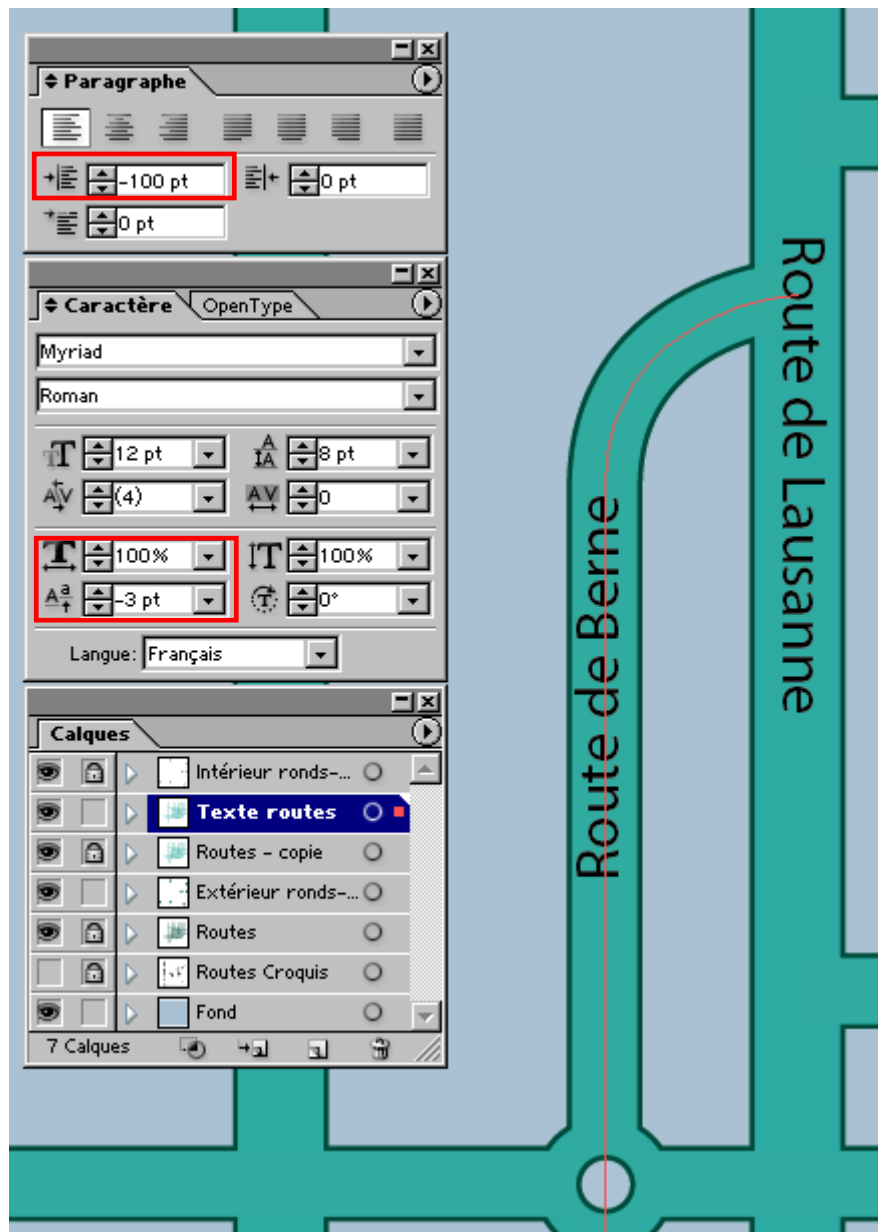 Paragraphe
-100 pt
0 pt
0 pt
Caractère
OpenType
Myriad
Roman
12 pt
8 pt
(4)
0
100%
100%
-3 pt
0°
Langue: Français
Calques
Intérieur ronds-...
Texte routes
Routes - copie
Extérieur ronds-...
Routes
Routes Croquis
Fond
7 Calques
Route de Berne
Route de Lausanne